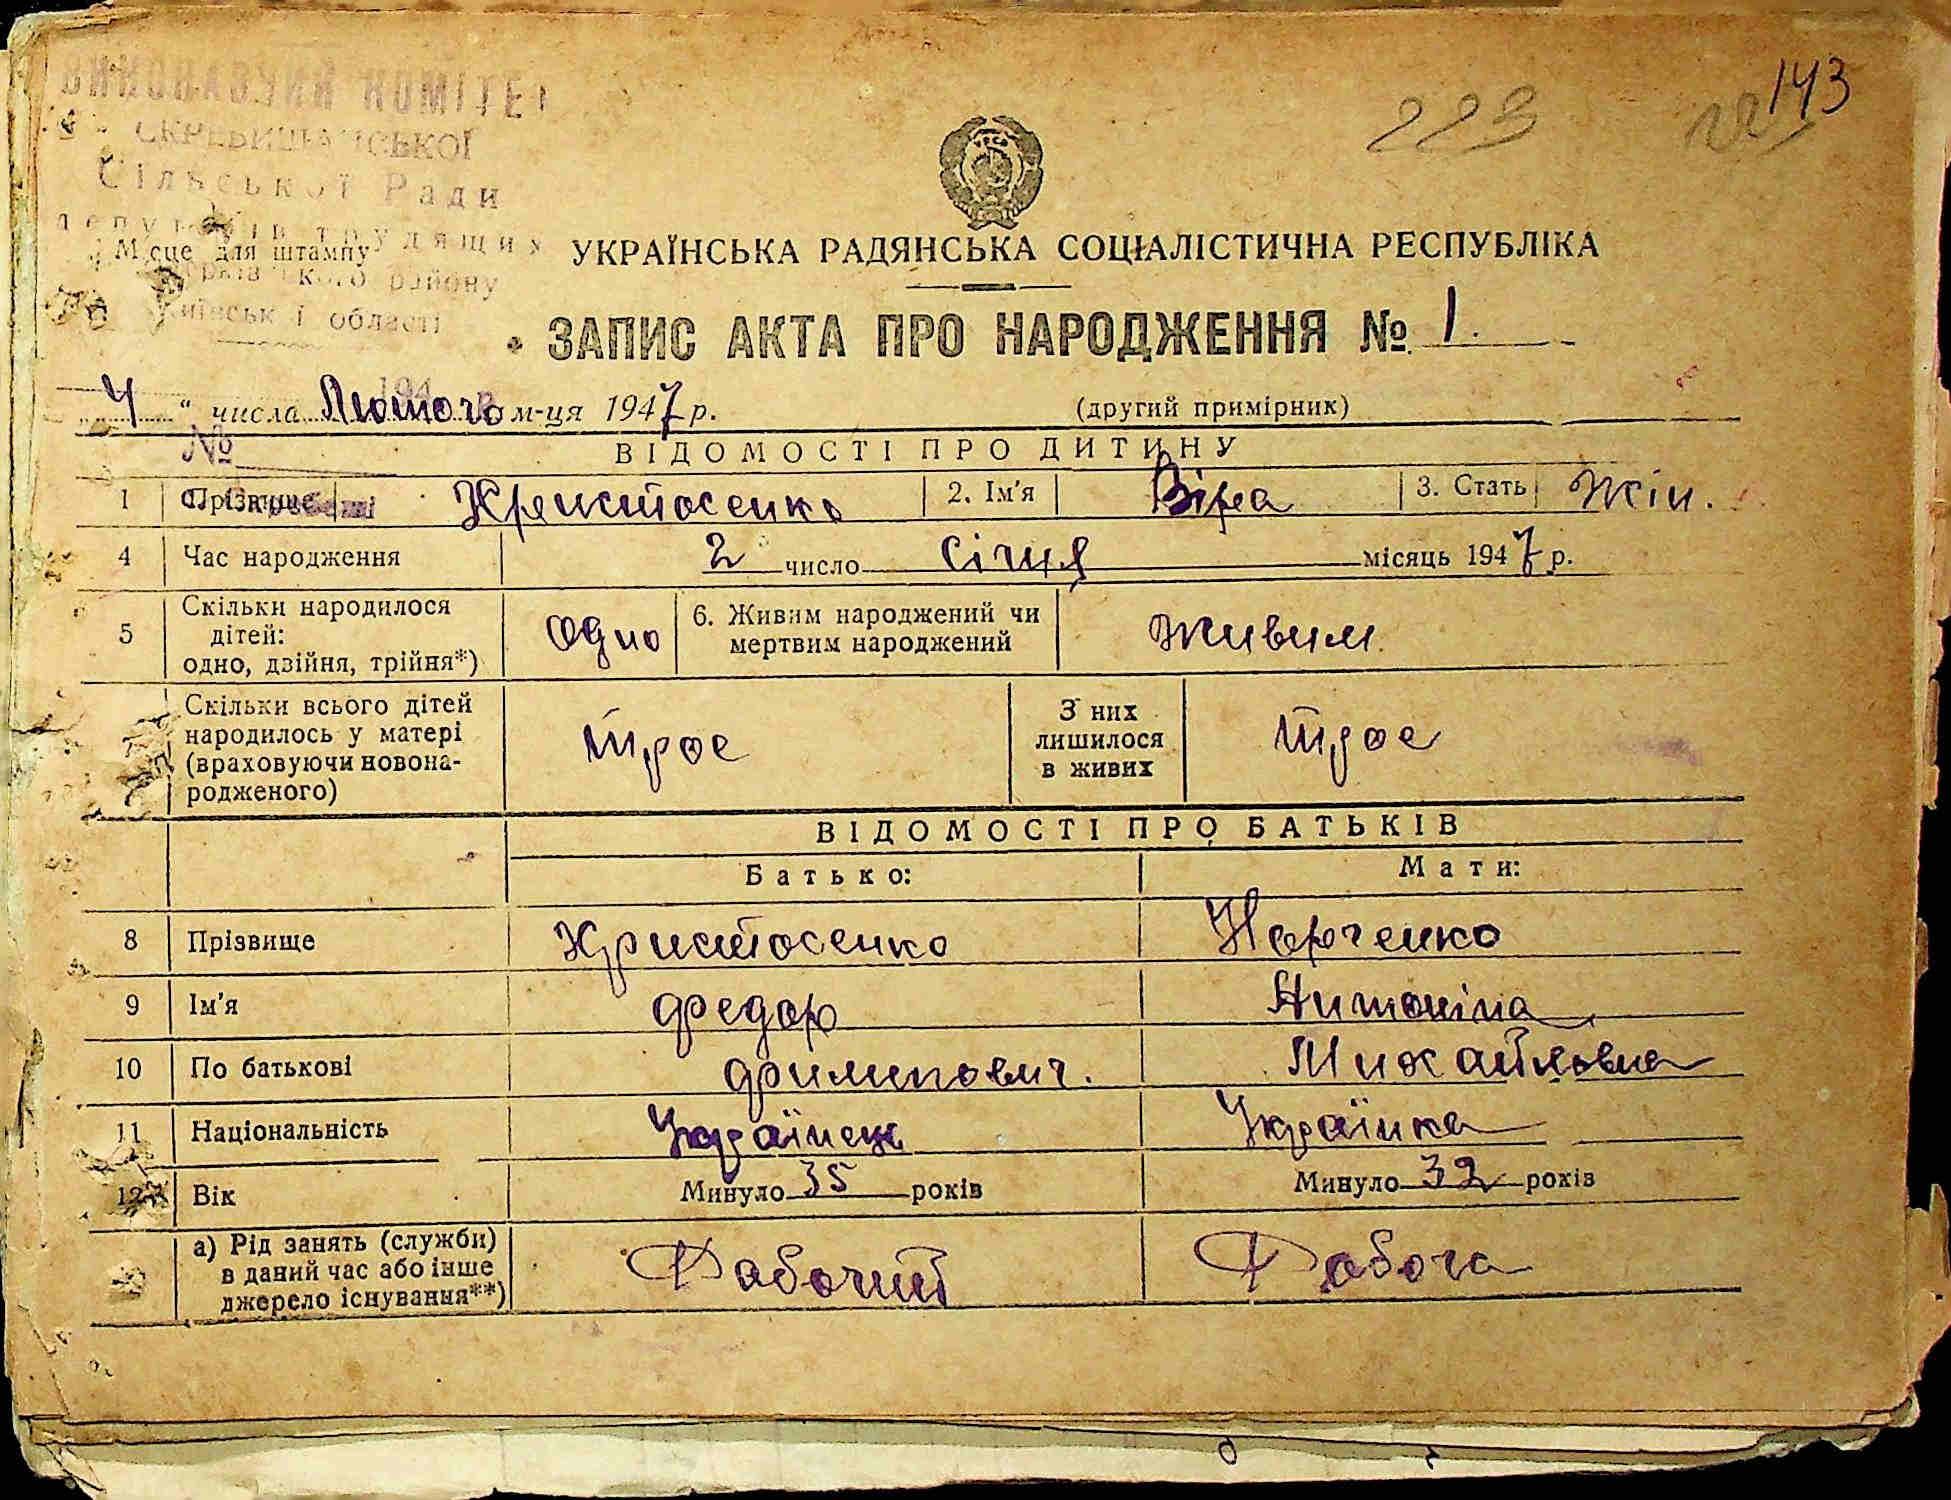 143
223
ВИКОНАВЧИЙ КОМІТЕТ
Сільської Ради
депутатів трудящих
Місце для штампу
району
області
УКРАЇНСЬКА РАДЯНСЬКА СОЦІАЛІСТИЧНА РЕСПУБЛІКА
ЗАПИС АКТА ПРО НАРОДЖЕННЯ № 1.
4 " числа Лютого м-ця 1947 р. (другий примірник)
№
ВІДОМОСТІ ПРО ДИТИНУ
1 Прізвище Христосенко 2. Ім'я Віра 3. Стать жін.
4 Час народження 2 число січня місяць 1947 р.
5 Скільки народилося дітей: одно, двійня, трійня*) одно 6. Живим народжений чи мертвим народжений живим
Скільки всього дітей народилось у матері (враховуючи новонародженого) троє З них лишилося в живих троє
ВІДОМОСТІ ПРО БАТЬКІВ
Батько: Мати:
8 Прізвище Христосенко Харченко
9 Ім'я Федор Антоніна
10 По батькові Филипович. Михайловна
11 Національність Українець Українка
12 Вік Минуло 35 років Минуло 32 років
а) Рід занять (служби) в даний час або інше джерело існування**) Рабочий Рабоча